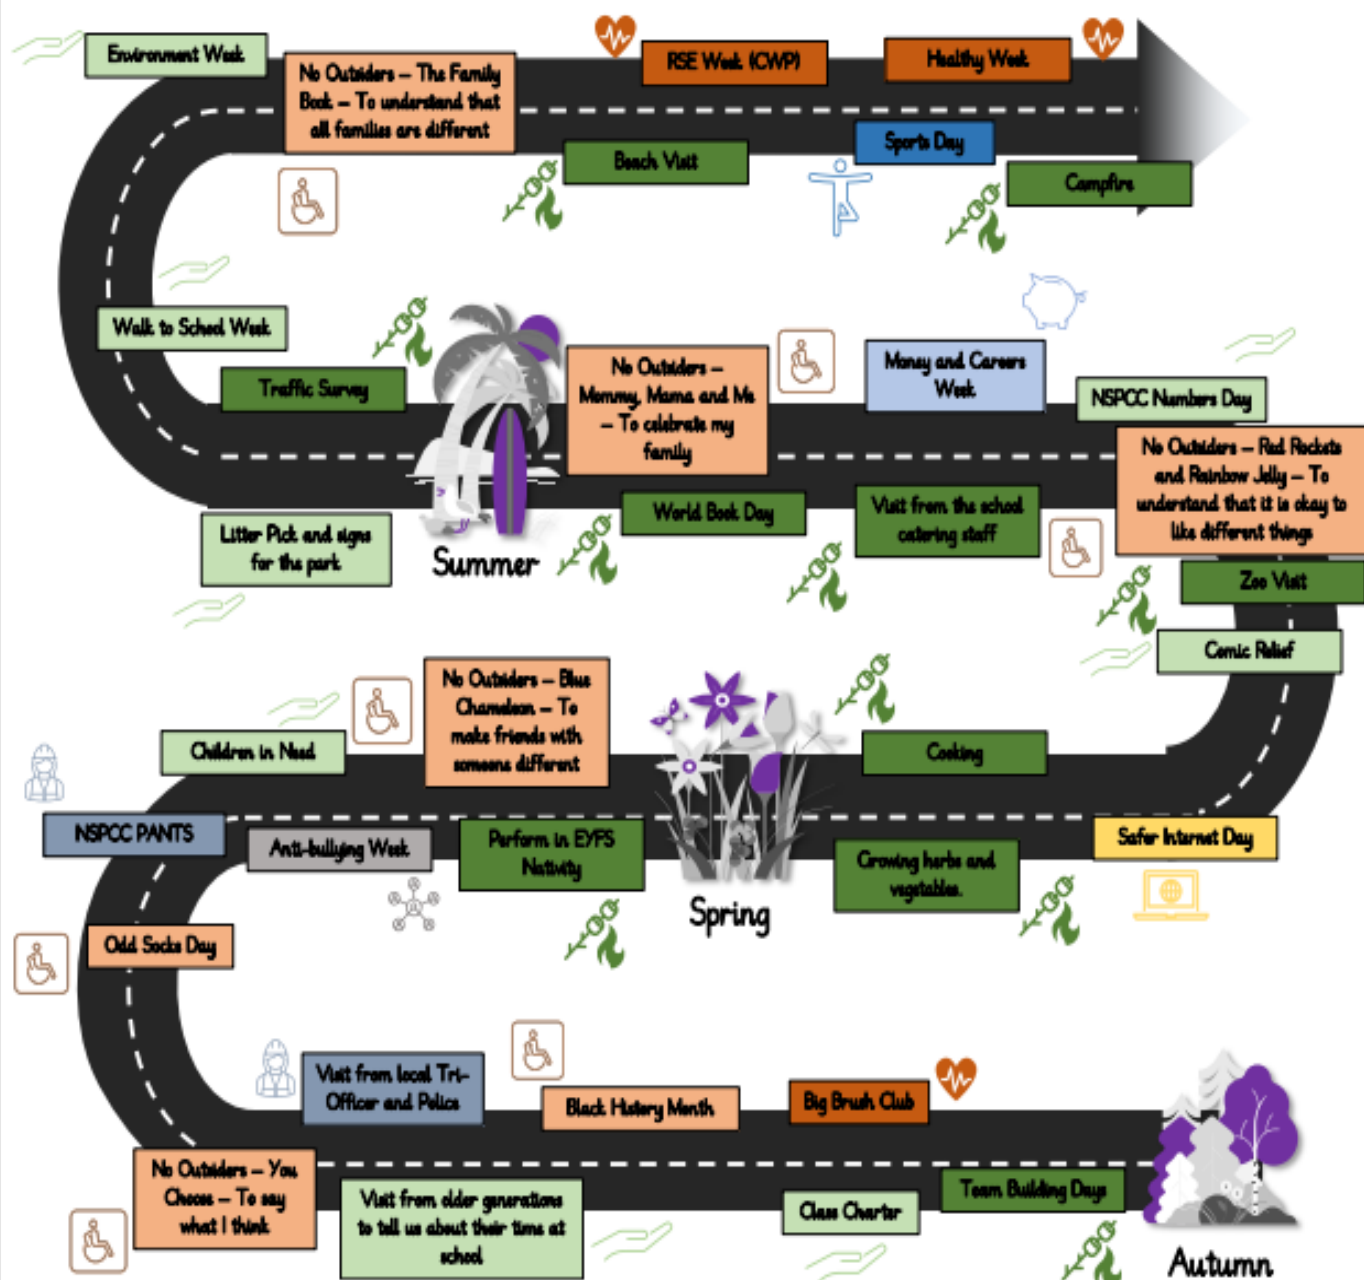 Environment Week
No Outsiders – The Family
Book – To understand that
all families are different
RSE Week (CWP)
Healthy Week
Beach Visit
Sports Day
Campfire
Walk to School Week
Traffic Survey
No Outsiders –
Mommy, Mama and Me
– To celebrate my
family
Money and Careers
Week
NSPCC Numbers Day
No Outsiders – Red Rockets
and Rainbow Jelly – To
understand that it is okay to
like different things
Litter Pick and signs
for the park
Summer
World Book Day
Visit from the school
catering staff
Zoo Visit
Comic Relief
Children in Need
No Outsiders – Blue
Chameleon – To
make friends with
someone different
Cooking
NSPCC PANTS
Anti-bullying Week
Perform in EYFS
Nativity
Spring
Growing herbs and
vegetables.
Safer Internet Day
Odd Socks Day
Visit from local Tri-
Officer and Police
Black History Month
Big Brush Club
No Outsiders – You
Choose – To say
what I think
Visit from older generations
to tell us about their time at
school
Class Charter
Team Building Days
Autumn